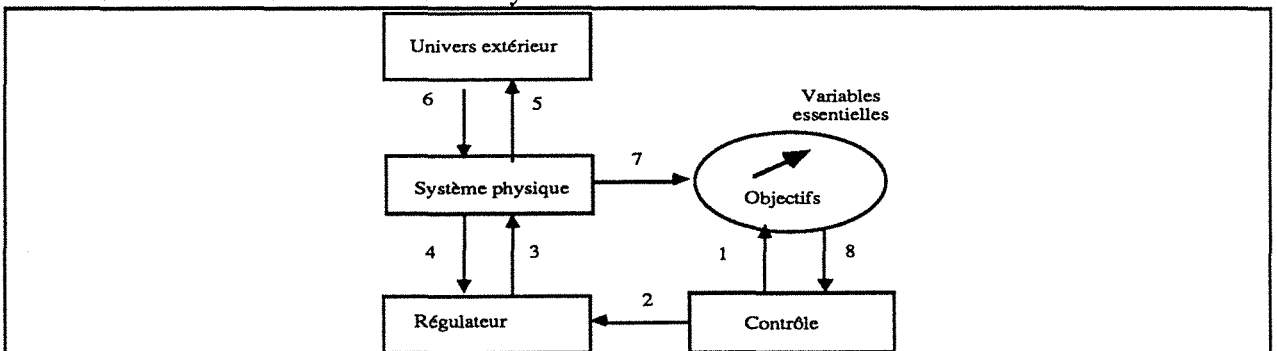 Univers extérieur
6
5
Variables
essentielles
7
Système physique
Objectifs
4
3
1
8
2
Régulateur
Contrôle